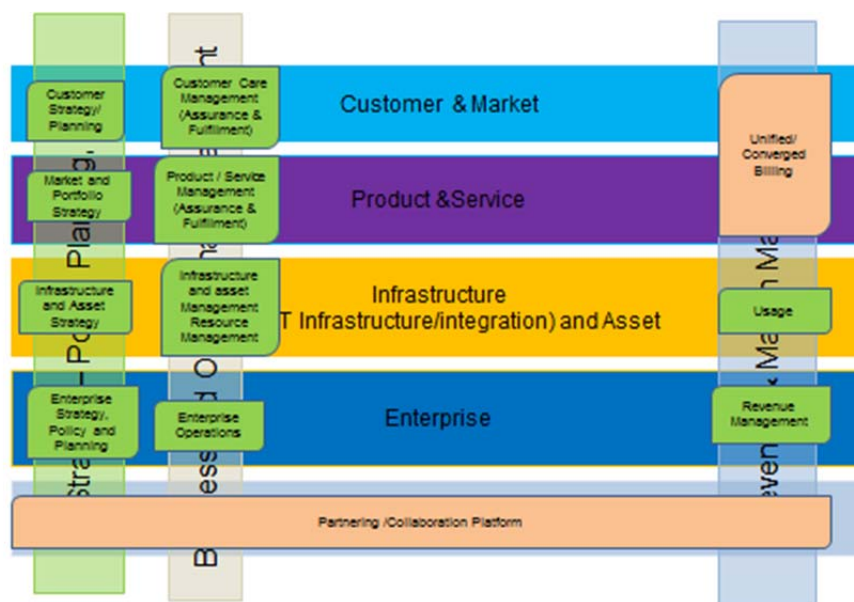 Customer
Strategy/
Planning
Customer Care
Management
(Assurance &
Fulfilment)
Customer & Market
Unified/
Converged
Billing
Market and
Portfolio
Strategy
Product / Service
Management
(Assurance &
Fulfilment)
Product &Service
Infrastructure
and Asset
Strategy
Infrastructure
and asset
Management
Resource
Management
Infrastructure
T Infrastructure/integration) and Asset
Usage
Enterprise
Strategy,
Policy and
Planning
Enterprise
Operations
Enterprise
Revenue
Management
Partnering /Collaboration Platform